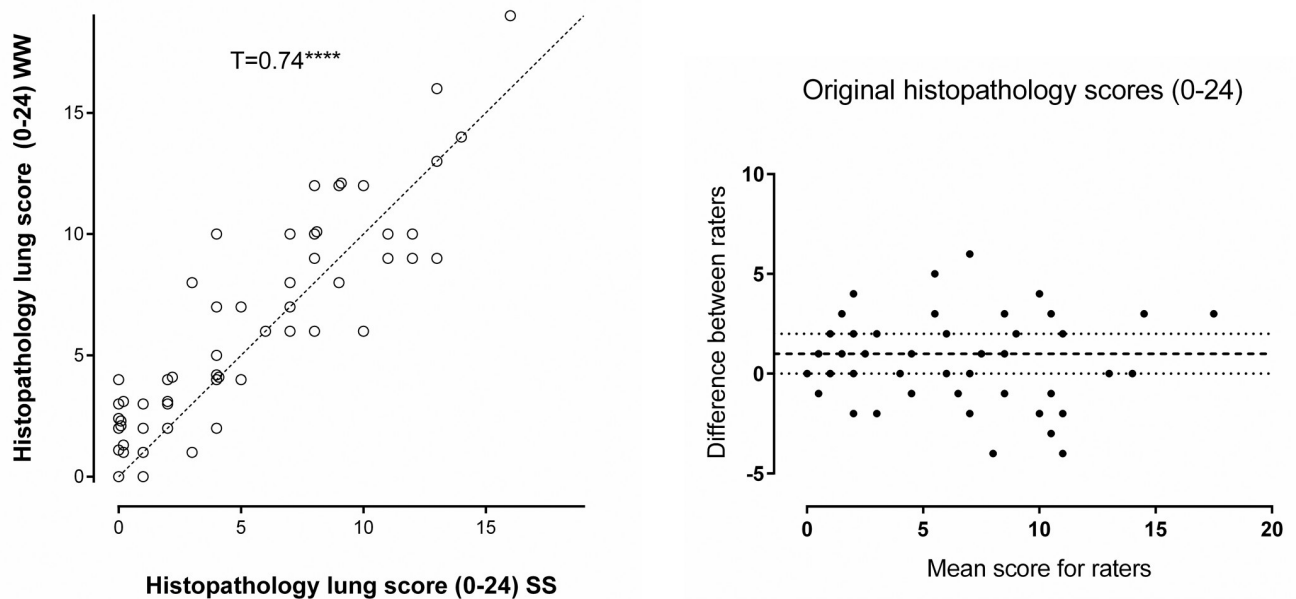 Histopathology lung score (0-24) WW
T=0.74****
15
10
5
0
0
5
10
15
Histopathology lung score (0-24) SS
Original histopathology scores (0-24)
Difference between raters
10
5
0
-5
0
5
10
15
20
Mean score for raters